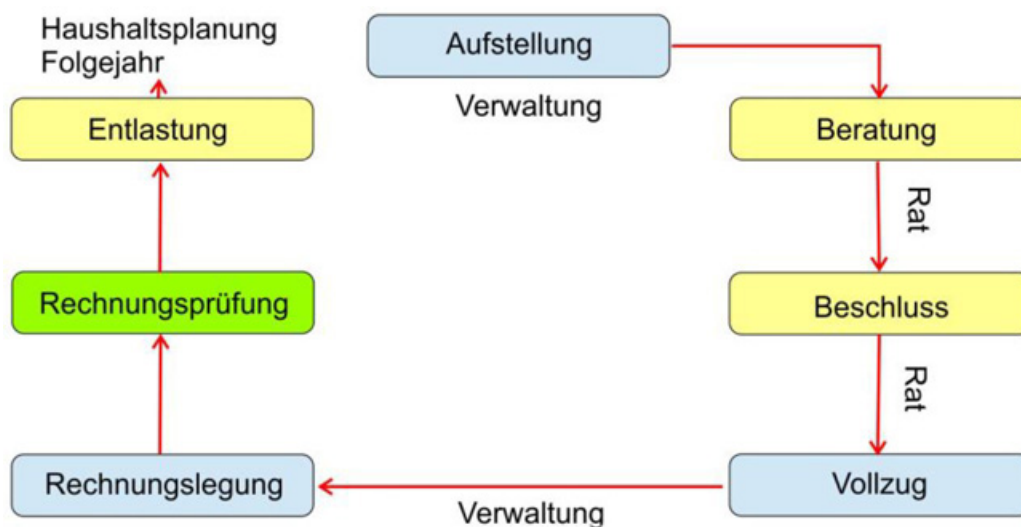 Haushaltsplanung
Folgejahr
Aufstellung
Verwaltung
Entlastung
Beratung
Rat
Rechnungsprüfung
Beschluss
Rat
Rechnungslegung
Vollzug
Verwaltung